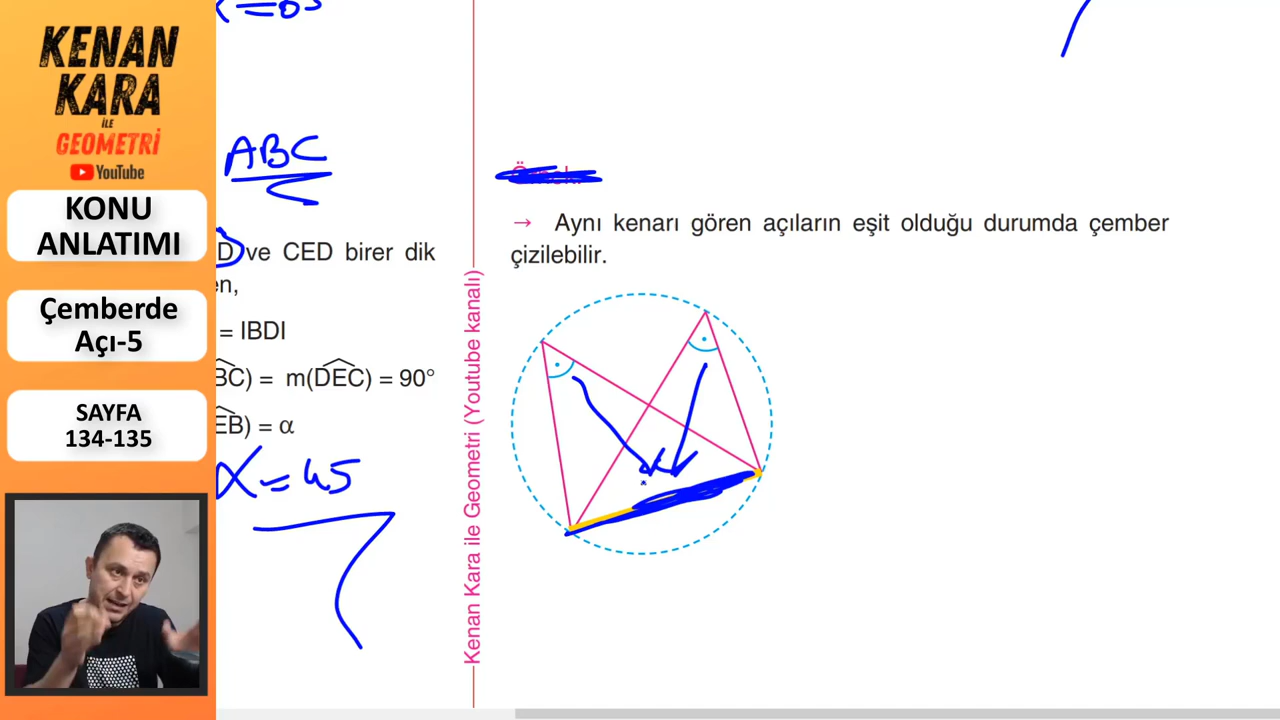 KENAN
KARA
İLE
GEOMETRİ
YouTube
KONU
ANLATIMI
Çemberde
Açı-5
SAYFA
134-135
ABC
D ve CED birer dik
en,
= IBDI
BC) = m(DEC) = 90°
EB) = α
α = 45
Kenan Kara ile Geometri (Youtube kanalı)
→ Aynı kenarı gören açıların eşit olduğu durumda çember
çizilebilir.